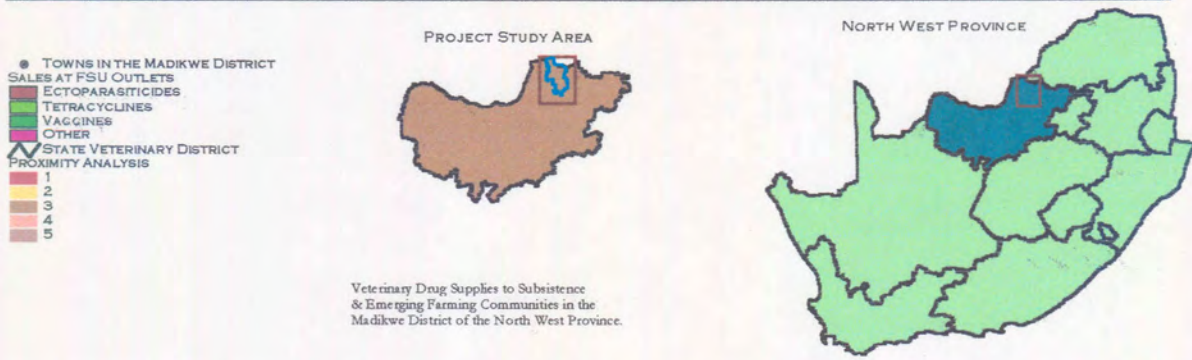 TOWNS IN THE MADIKWE DISTRICT
SALES AT FSU OUTLETS
ECTOPARASITICIDES
TETRACYCLINES
VACCINES
OTHER
STATE VETERINARY DISTRICT
PROXIMITY ANALYSIS
1
2
3
4
5
PROJECT STUDY AREA
Veterinary Drug Supplies to Subsistence
& Emerging Farming Communities in the
Madikwe District of the North West Province.
NORTH WEST PROVINCE